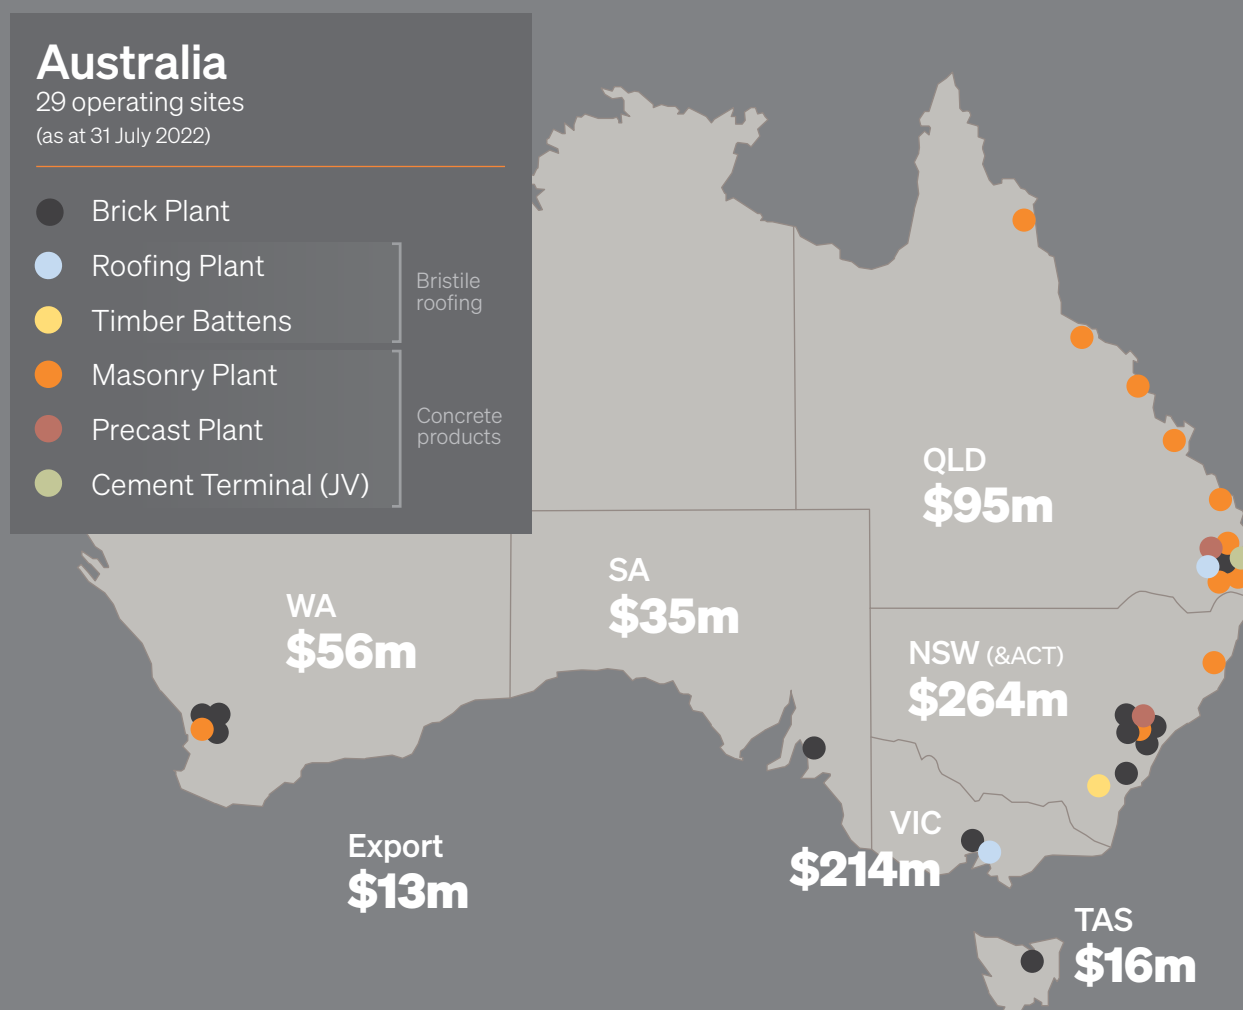 Australia
29 operating sites
(as at 31 July 2022)
Brick Plant
Roofing Plant
Timber Battens
Bristile
roofing
Masonry Plant
Precast Plant
Cement Terminal (JV)
Concrete
products
QLD
$95m
SA
$35m
WA
$56m
NSW (&ACT)
$264m
VIC
$214m
Export
$13m
TAS
$16m